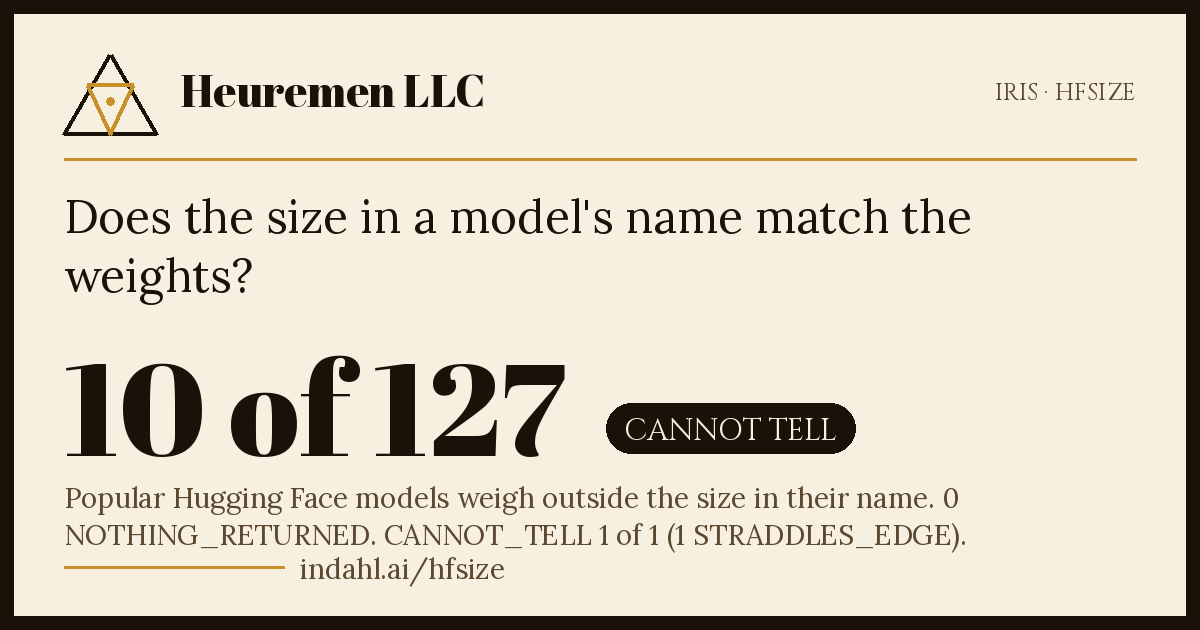 Heuremen LLC
IRIS · HFSIZE
Does the size in a model's name match the
weights?
10 of 127
CANNOT TELL
Popular Hugging Face models weigh outside the size in their name. 0
NOTHING_RETURNED. CANNOT_TELL 1 of 1 (1 STRADDLES_EDGE).
indahl.ai/hfsize